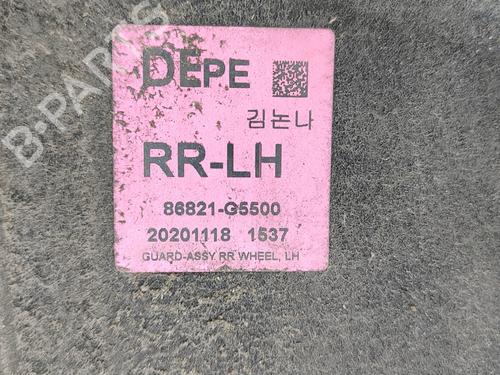 DEPE
김논나
RR-LH
86821-G5500
20201118 1537
GUARD-ASSY RR WHEEL, LH
B-PARTS